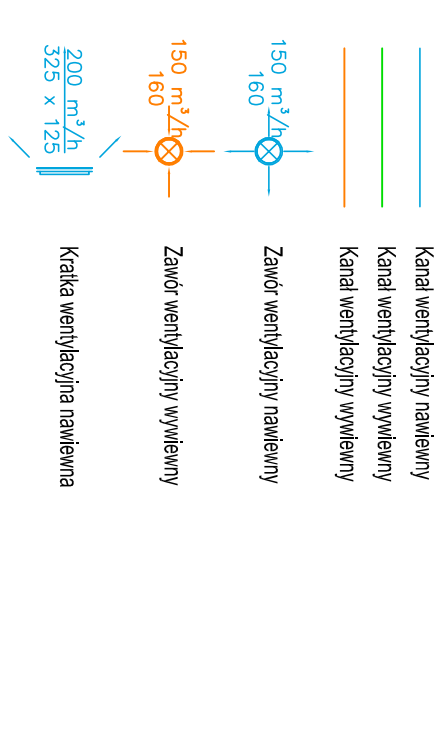 Kanał wentylacyjny nawiewny
Kanał wentylacyjny wywiewny
Kanał wentylacyjny wywiewny
150 m³/h
160
Zawór wentylacyjny nawiewny
150 m³/h
160
Zawór wentylacyjny wywiewny
200 m³/h
325 x 125
Kratka wentylacyjna nawiewna